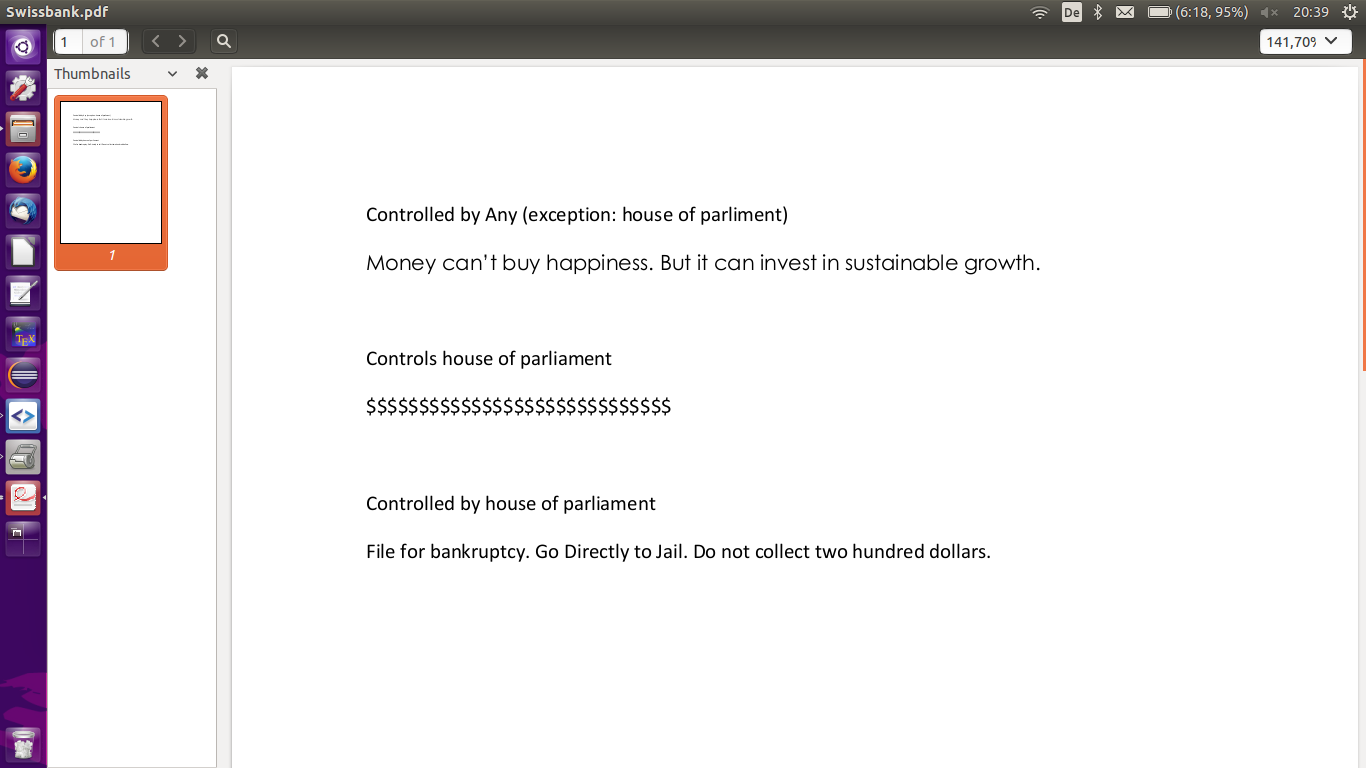 Swissbank.pdf
De
(6:18, 95%)
20:39
1 of 1
141,70%
Thumbnails
1
Controlled by Any (exception: house of parliment)
Money can’t buy happiness. But it can invest in sustainable growth.
Controls house of parliament
$$$$$$$$$$$$$$$$$$$$$$$$$$$$$
Controlled by house of parliament
File for bankruptcy. Go Directly to Jail. Do not collect two hundred dollars.